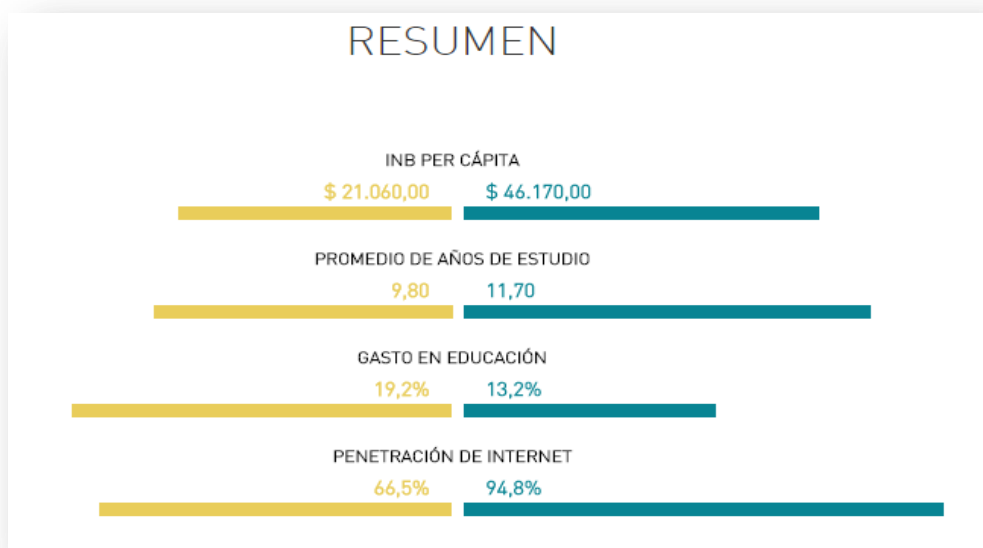 RESUMEN
INB PER CÁPITA
$ 21.060,00 $ 46.170,00
PROMEDIO DE AÑOS DE ESTUDIO
9,80 11,70
GASTO EN EDUCACIÓN
19,2% 13,2%
PENETRACIÓN DE INTERNET
66,5% 94,8%